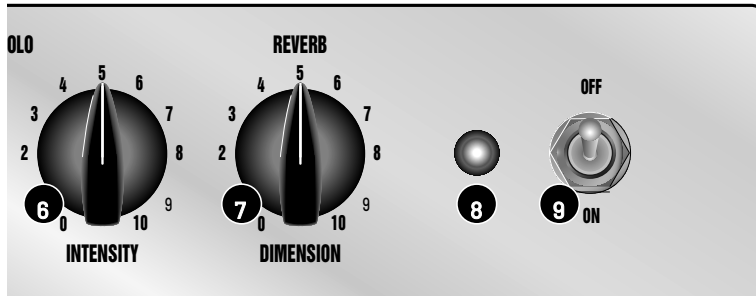 OLO
REVERB
5 5
4 6 4 6
OFF
3 7 3 7
2 8 2 8
6 7 8 9
9 9
0 10 0 10
ON
INTENSITY DIMENSION